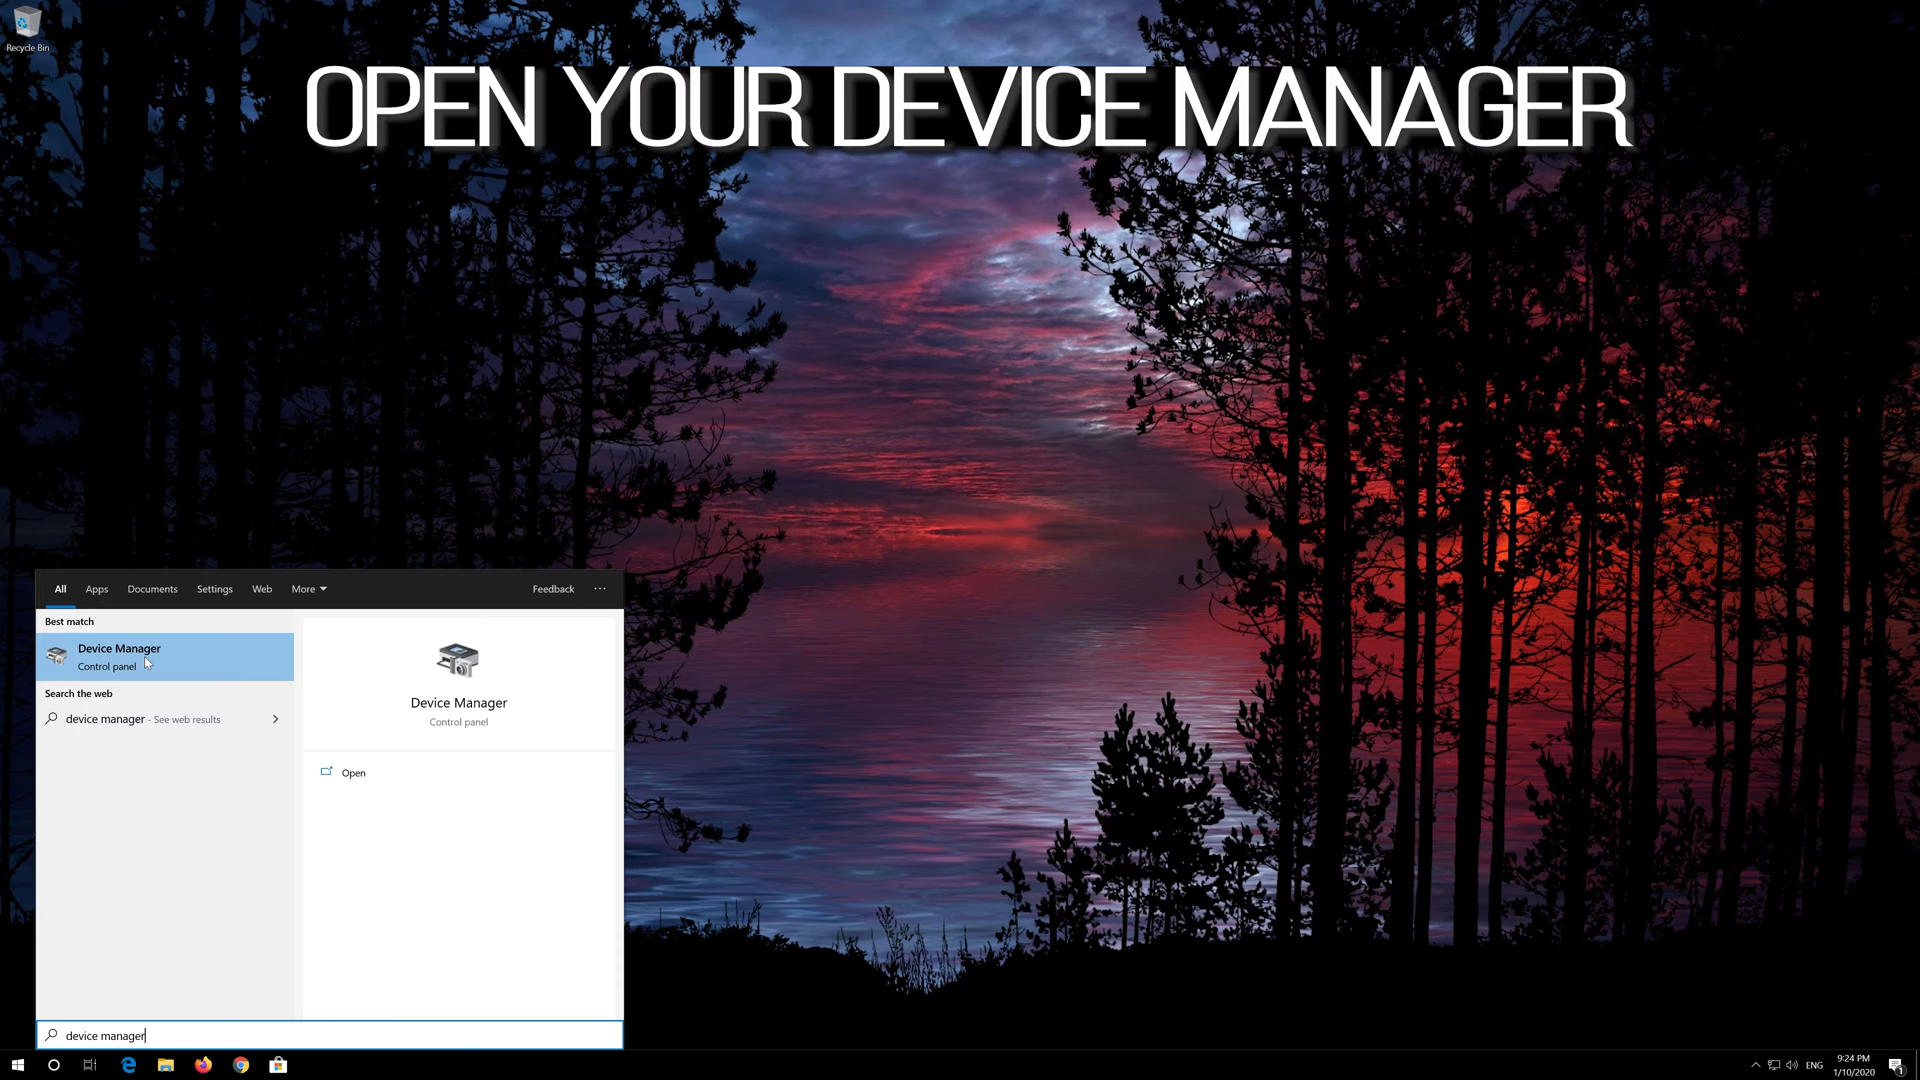 Recycle Bin
OPEN YOUR DEVICE MANAGER
All Apps Documents Settings Web More Feedback ...
Best match
Device Manager
Control panel
Search the web
device manager - See web results
Device Manager
Control panel
Open
device manager
ENG
9:24 PM
1/10/2020
1